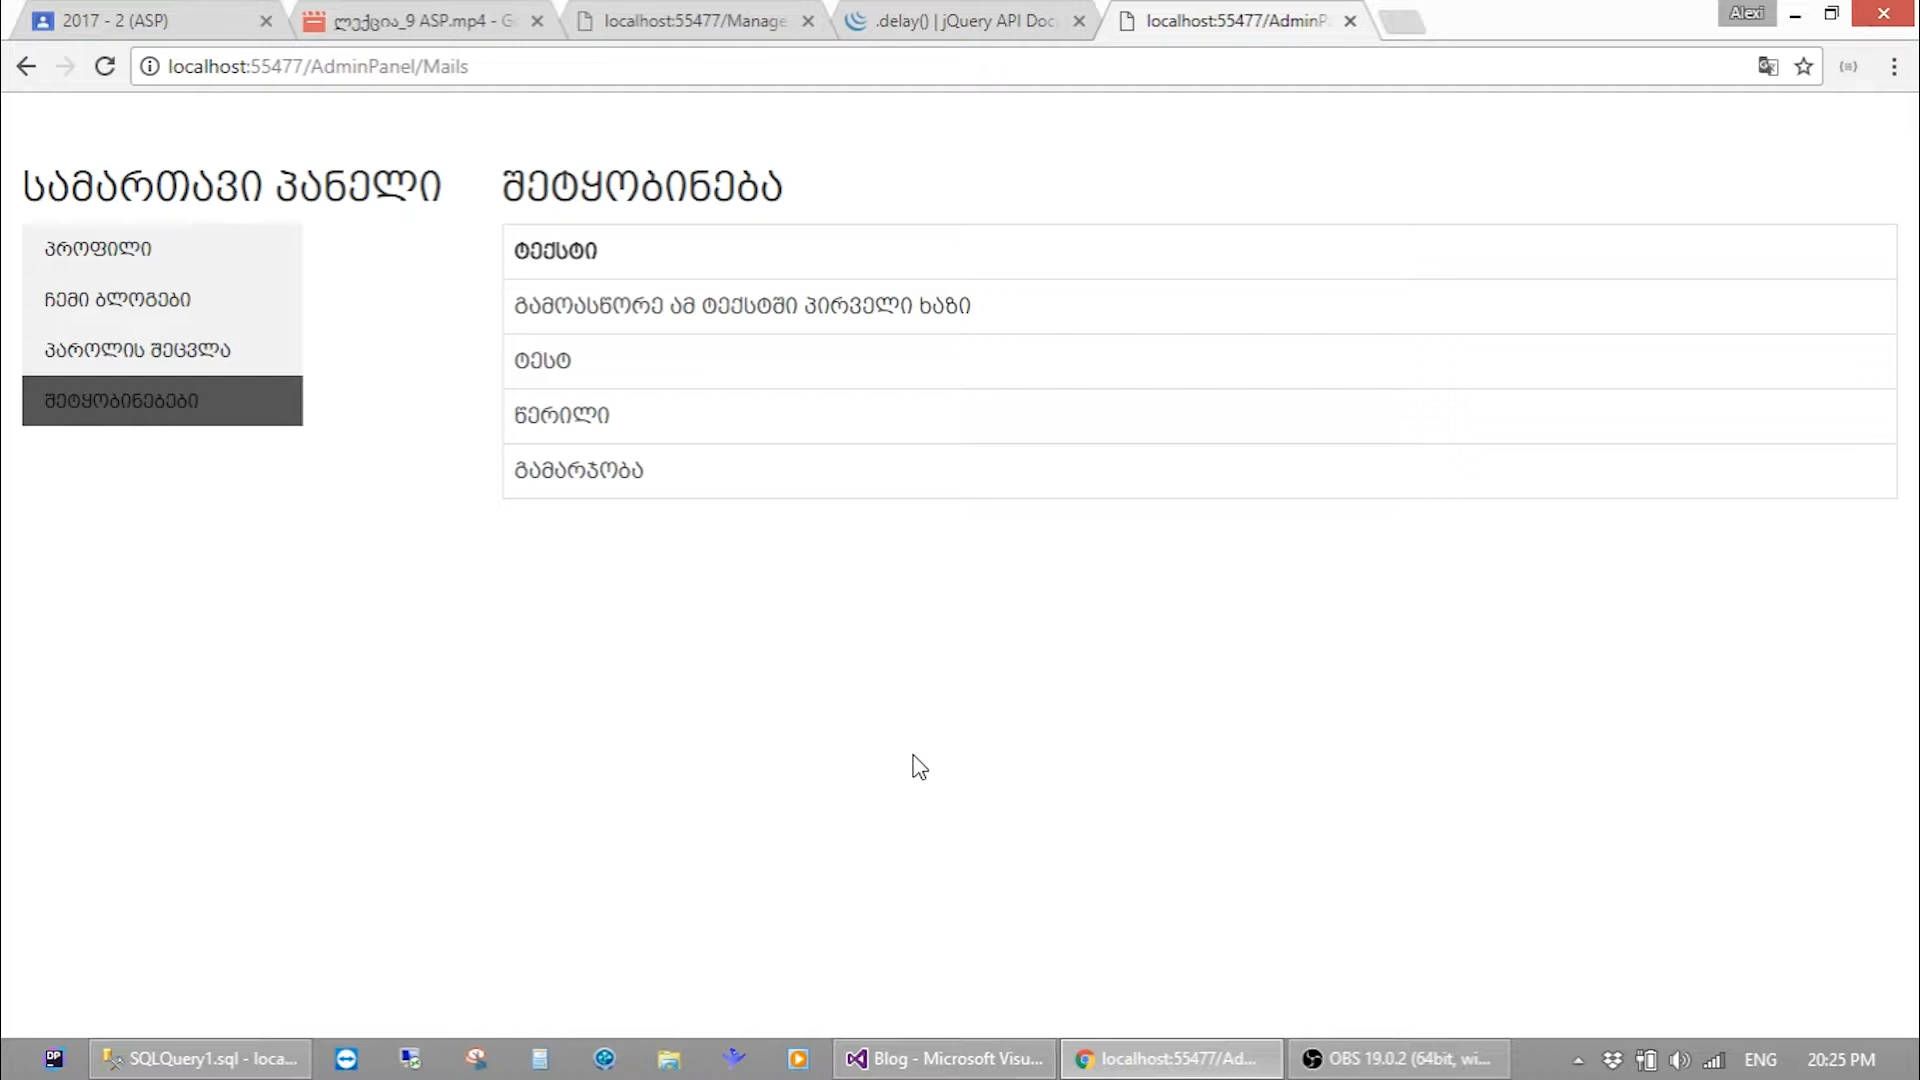 2017 - 2 (ASP)
ლექცია_9 ASP.mp4 - G
localhost:55477/Manage
.delay() | jQuery API Doc
localhost:55477/AdminP
Alexi
localhost:55477/AdminPanel/Mails
სამართავი პანელი
შეტყობინება
პროფილი
ჩემი ბლოგები
პაროლის შეცვლა
შეტყობინებები
ტექსტი
გამოასწორე ამ ტექსტში პირველი ხაზი
ტესტ
წერილი
გამარჯობა
SQLQuery1.sql - loca...
Blog - Microsoft Visu...
localhost:55477/Ad...
OBS 19.0.2 (64bit, wi...
ENG
20:25 PM